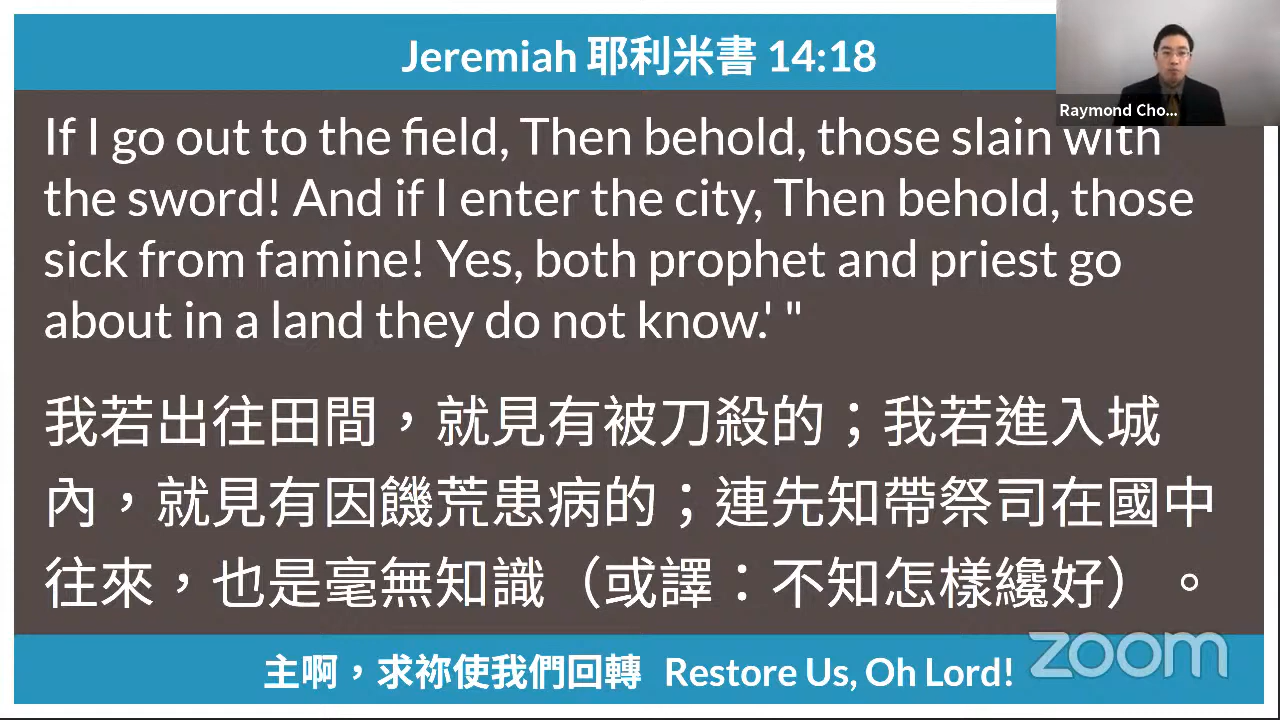 Jeremiah 耶利米書 14:18
Raymond Cho...
If I go out to the field, Then behold, those slain with
the sword! And if I enter the city, Then behold, those
sick from famine! Yes, both prophet and priest go
about in a land they do not know.' "
我若出往田間，就見有被刀殺的；我若進入城
內，就見有因饑荒患病的；連先知帶祭司在國中
往來，也是毫無知識（或譯：不知怎樣纔好）。
主啊，求祢使我們回轉 Restore Us, Oh Lord!
zoom